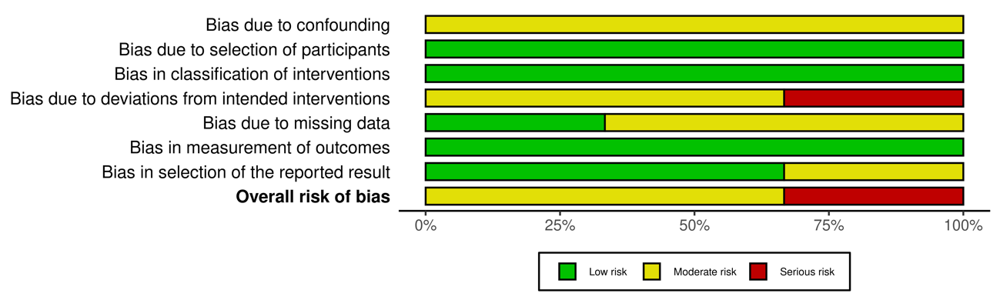 Bias due to confounding
Bias due to selection of participants
Bias in classification of interventions
Bias due to deviations from intended interventions
Bias due to missing data
Bias in measurement of outcomes
Bias in selection of the reported result
Overall risk of bias
0% 25% 50% 75% 100%
Low risk Moderate risk Serious risk